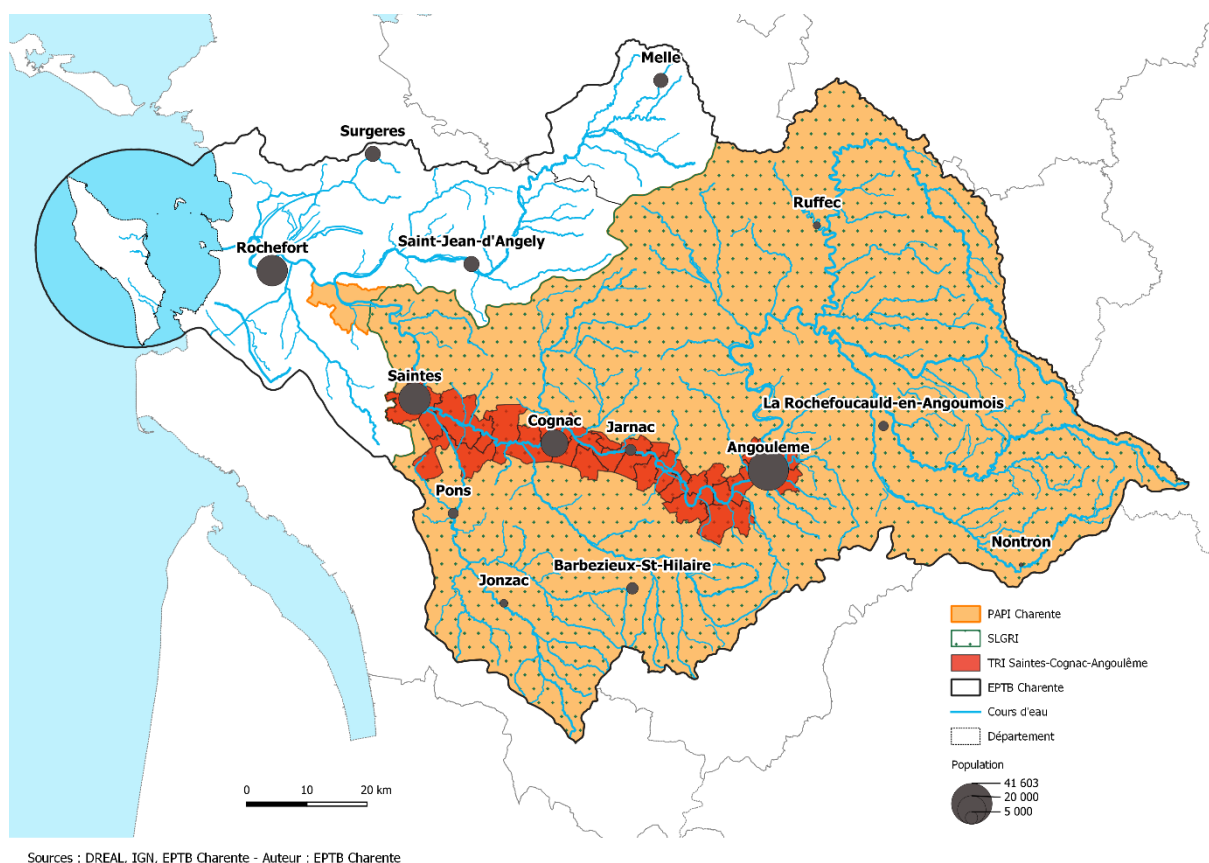 Melle
Surgeres
Ruffec
Rochefort
Saint-Jean-d'Angely
Saintes
La Rochefoucauld-en-Angoumois
Cognac
Jarnac
Angouleme
Pons
Nontron
Barbezieux-St-Hilaire
Jonzac
PAPI Charente
SLGRI
TRI Saintes-Cognac-Angoulême
EPTB Charente
Cours d'eau
Département
Population
41 603
20 000
5 000
0 10 20 km
Sources : DREAL, IGN, EPTB Charente - Auteur : EPTB Charente